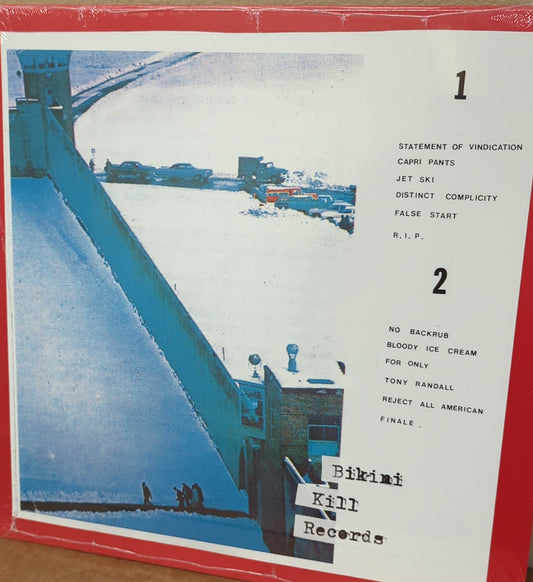 1
STATEMENT OF VINDICATION
CAPRI PANTS
JET SKI
DISTINCT COMPLICITY
FALSE START
R.I.P.
2
NO BACKRUB
BLOODY ICE CREAM
FOR ONLY
TONY RANDALL
REJECT ALL AMERICAN
FINALE
Bikini
Kill
Records